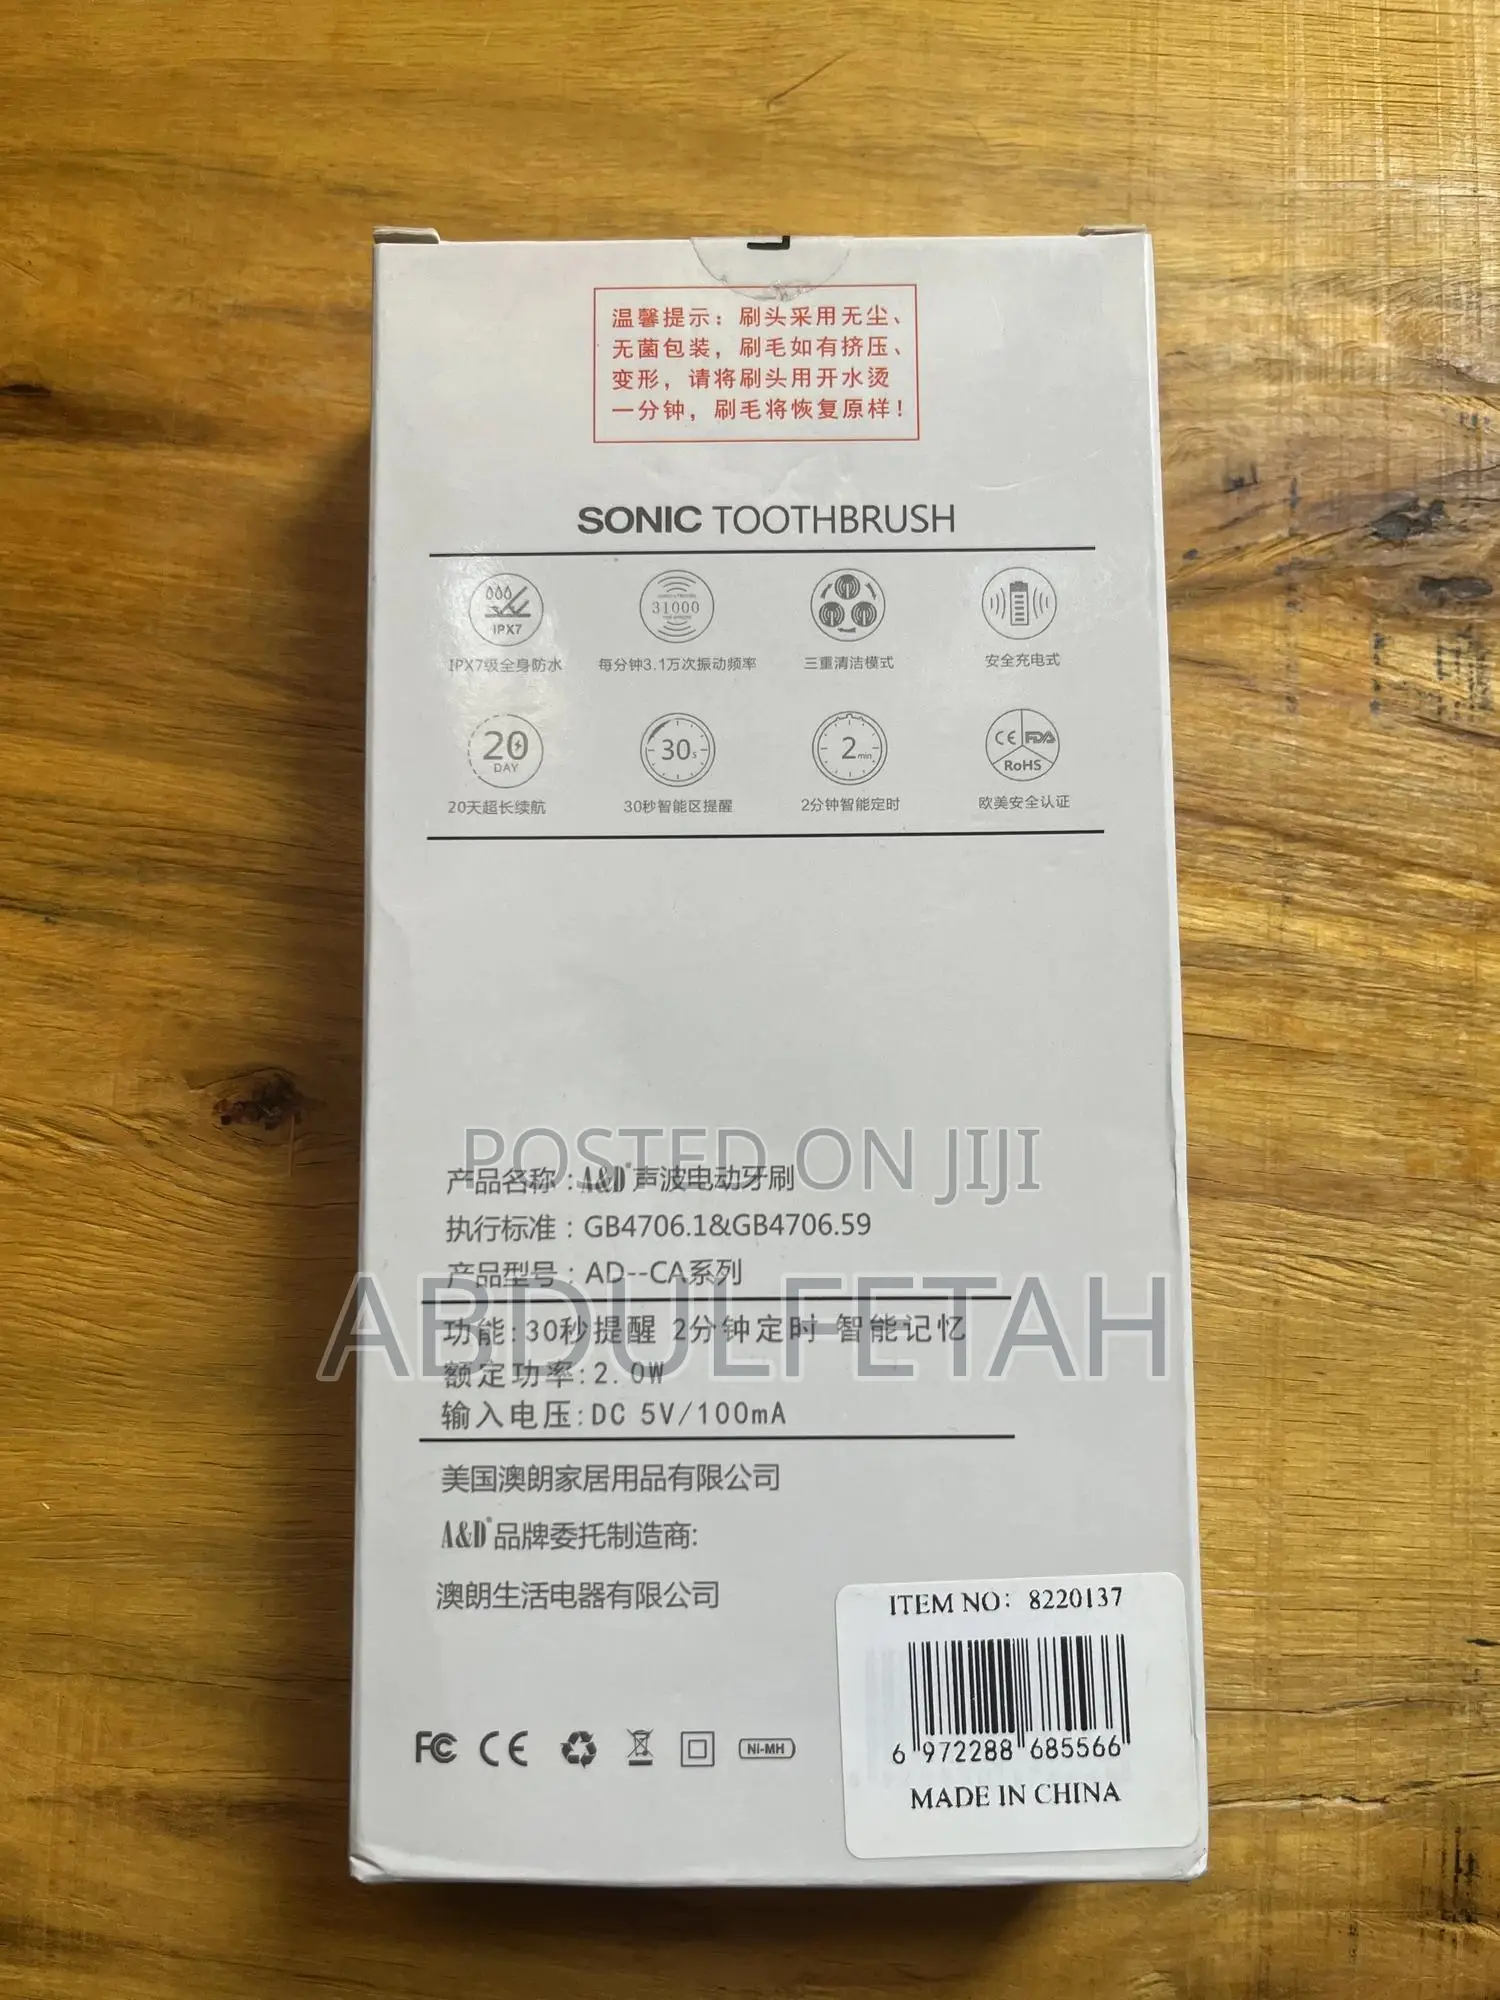 温馨提示：刷头采用无尘、
无菌包装，刷毛如有挤压、
变形，请将刷头用开水烫
一分钟，刷毛将恢复原样！
SONIC TOOTHBRUSH
IPX7
31000
IPX7级全身防水
每分钟3.1万次振动频率
三重清洁模式
安全充电式
20
DAY
30s
2min
CE FDA
RoHS
20天超长续航
30秒智能区提醒
2分钟智能定时
欧美安全认证
POSTED ON JIJI
产品名称：A&D®声波电动牙刷
执行标准：GB4706.1&GB4706.59
产品型号：AD--CA系列
ABDULFETAH
功能:30秒提醒 2分钟定时 智能记忆
额定功率:2.0W
输入电压:DC 5V/100mA
美国澳朗家居用品有限公司
A&D®品牌委托制造商:
澳朗生活电器有限公司
FC CE Ni-MH
ITEM NO: 8220137
6 972288 685566
MADE IN CHINA